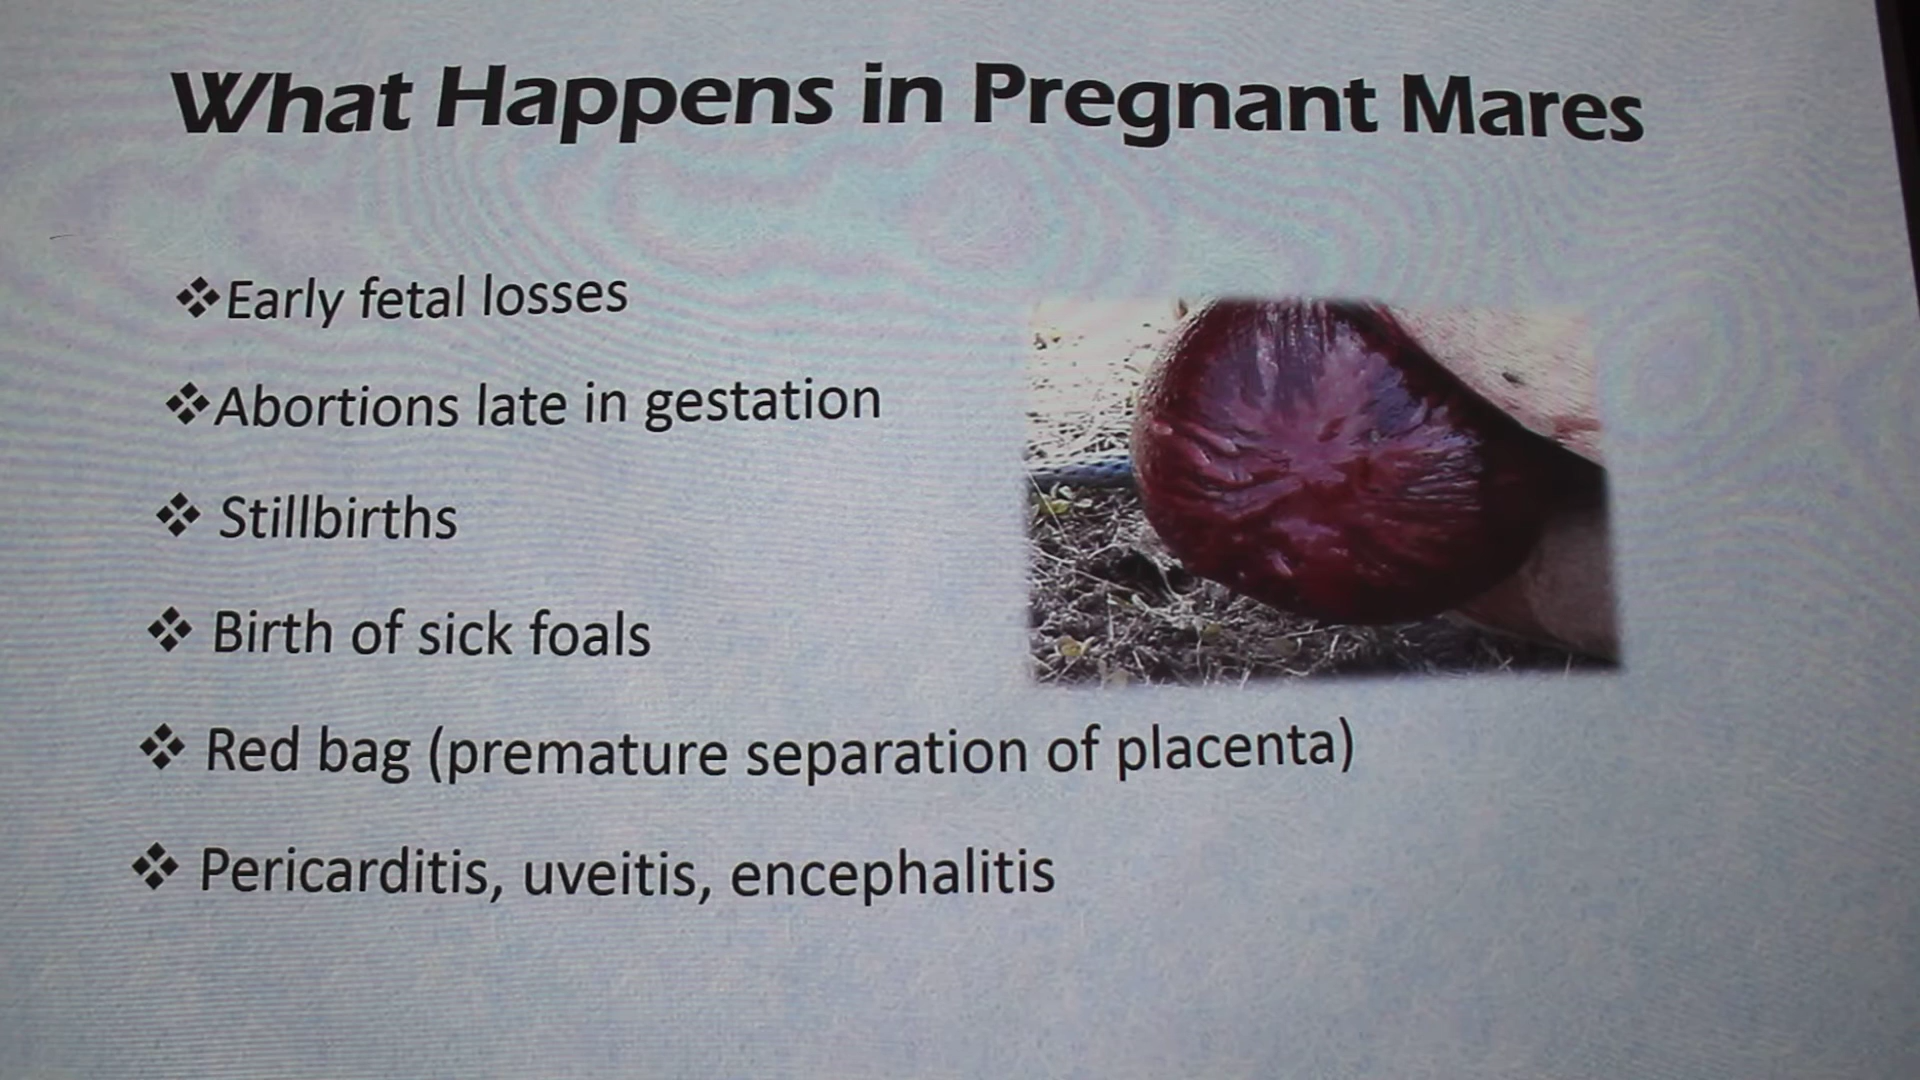 What Happens in Pregnant Mares
❖Early fetal losses
❖Abortions late in gestation
❖ Stillbirths
❖ Birth of sick foals
❖ Red bag (premature separation of placenta)
❖ Pericarditis, uveitis, encephalitis